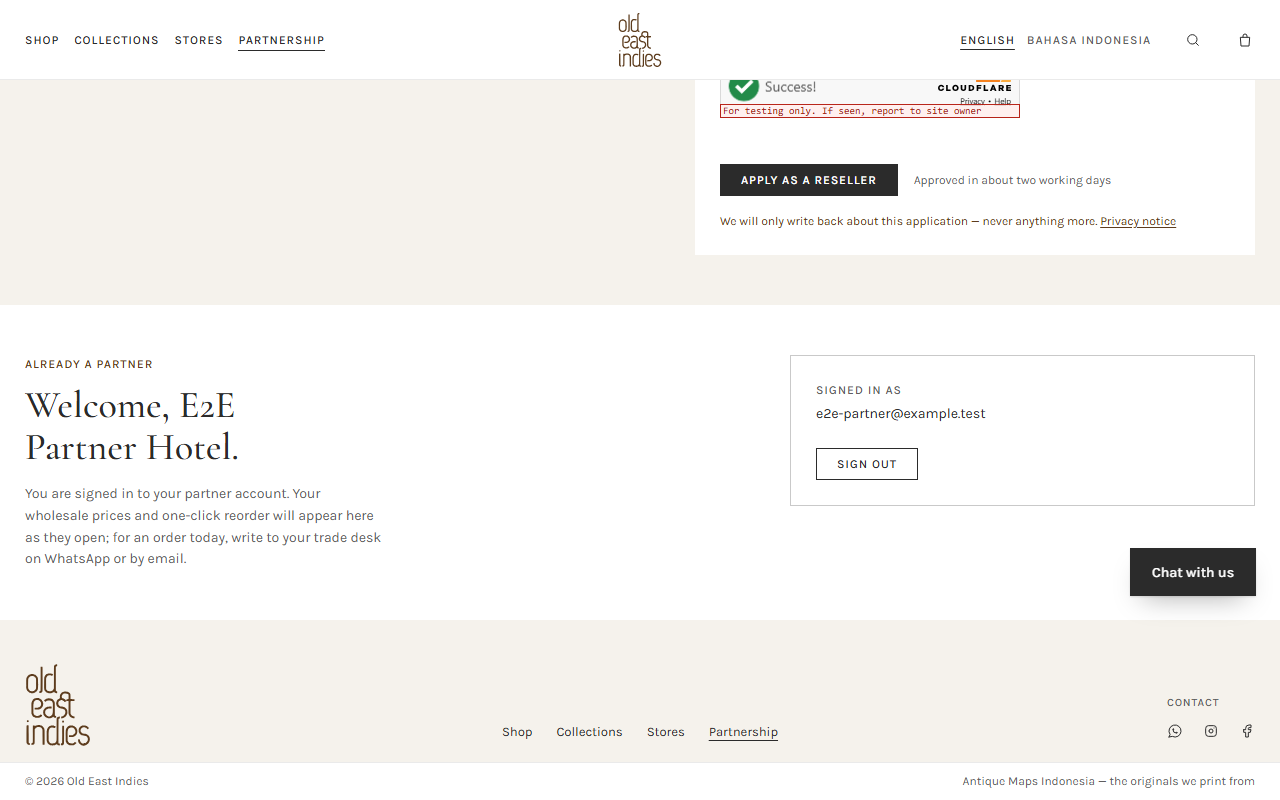 SHOP COLLECTIONS STORES PARTNERSHIP
old
east
indies
ENGLISH BAHASA INDONESIA
Success!
CLOUDFLARE
Privacy • Help
For testing only. If seen, report to site owner
APPLY AS A RESELLER
Approved in about two working days
We will only write back about this application — never anything more. Privacy notice
ALREADY A PARTNER
Welcome, E2E
Partner Hotel.
You are signed in to your partner account. Your
wholesale prices and one-click reorder will appear here
as they open; for an order today, write to your trade desk
on WhatsApp or by email.
SIGNED IN AS
e2e-partner@example.test
SIGN OUT
Chat with us
old
east
indies
Shop Collections Stores Partnership
CONTACT
© 2026 Old East Indies
Antique Maps Indonesia — the originals we print from